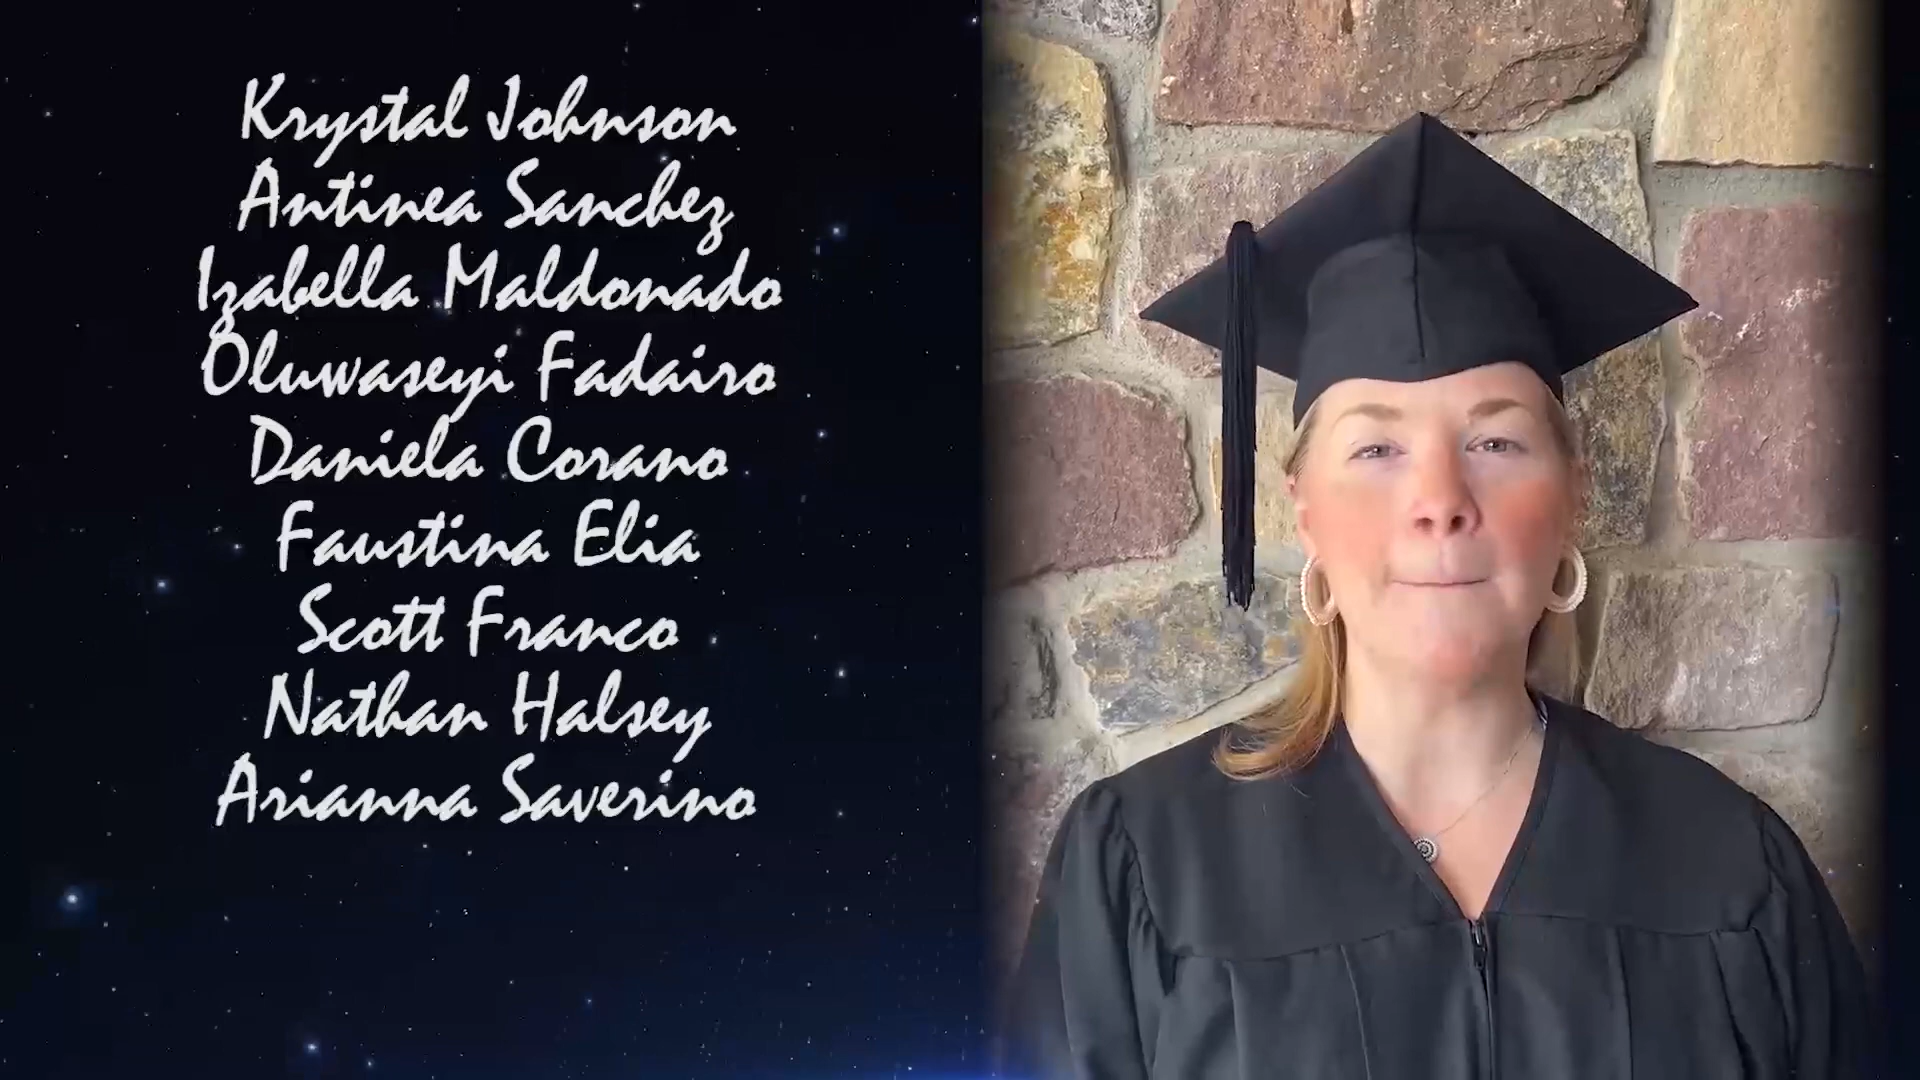 Krystal Johnson
Antinea Sanchez
Izabella Maldonado
Oluwaseyi Fadairo
Daniela Corano
Faustina Elia
Scott Franco
Nathan Halsey
Arianna Saverino